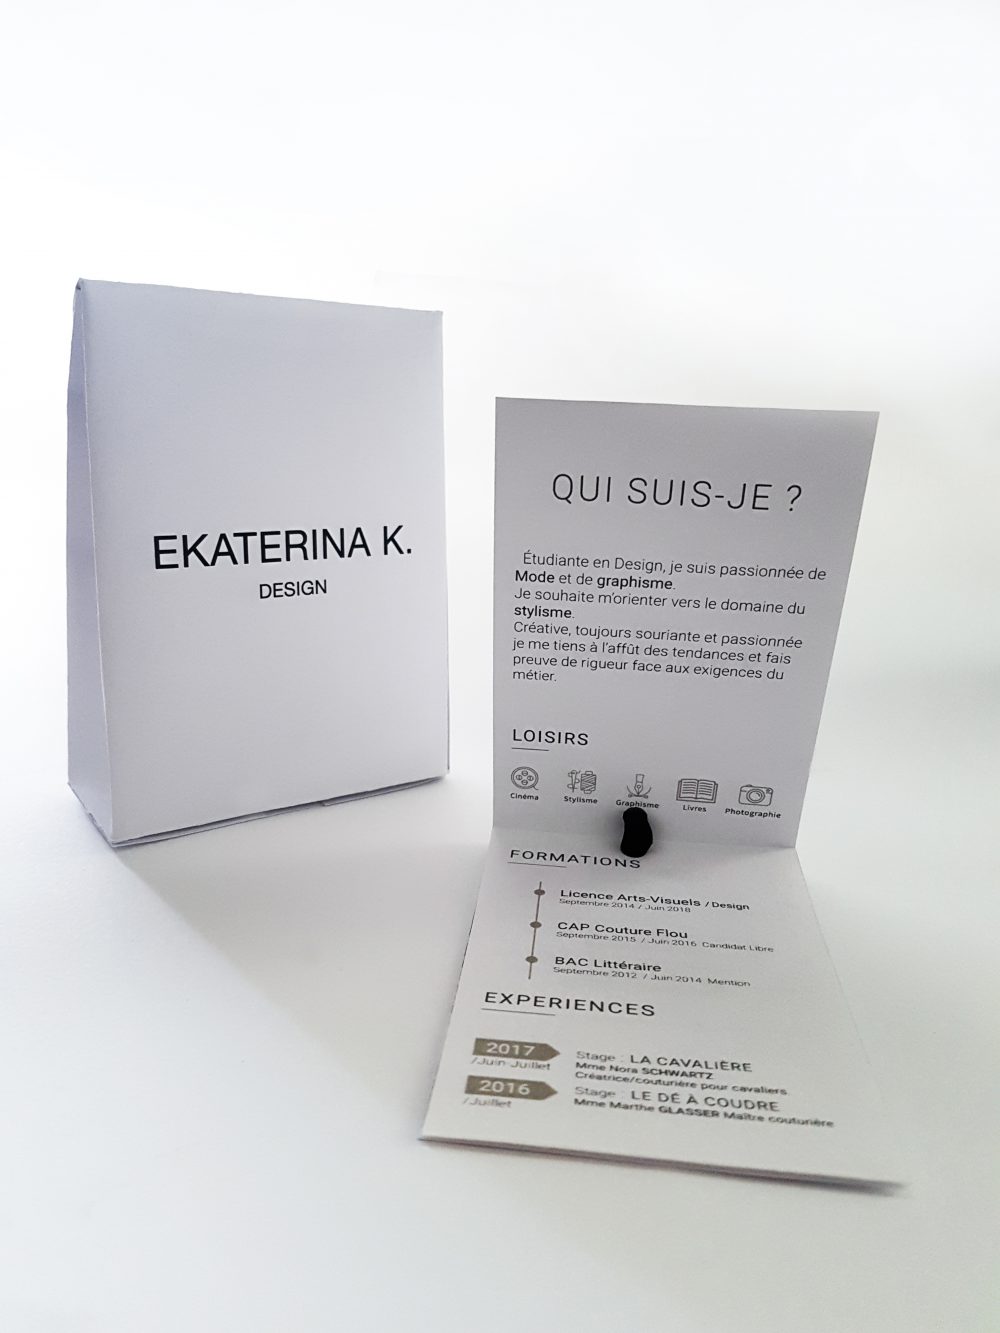 EKATERINA K.
DESIGN
QUI SUIS-JE ?
Étudiante en Design, je suis passionnée de
Mode et de graphisme.
Je souhaite m'orienter vers le domaine du
stylisme.
Créative, toujours souriante et passionnée
je me tiens à l'affût des tendances et fais
preuve de rigueur face aux exigences du
métier.
LOISIRS
Cinéma
Stylisme
Graphisme
Livres
Photographie
FORMATIONS
Licence Arts-Visuels / Design
Septembre 2014 / Juin 2018
CAP Couture Flou
Septembre 2015 / Juin 2016 Candidat Libre
BAC Littéraire
Septembre 2012 / Juin 2014 Mention
EXPERIENCES
2017
/Juin-Juillet
Stage : LA CAVALIÈRE
Mme Nora SCHWARTZ
Créatrice/couturière pour cavaliers
2016
/Juillet
Stage : LE DÉ À COUDRE
Mme Marthe GLASSER Maître couturière